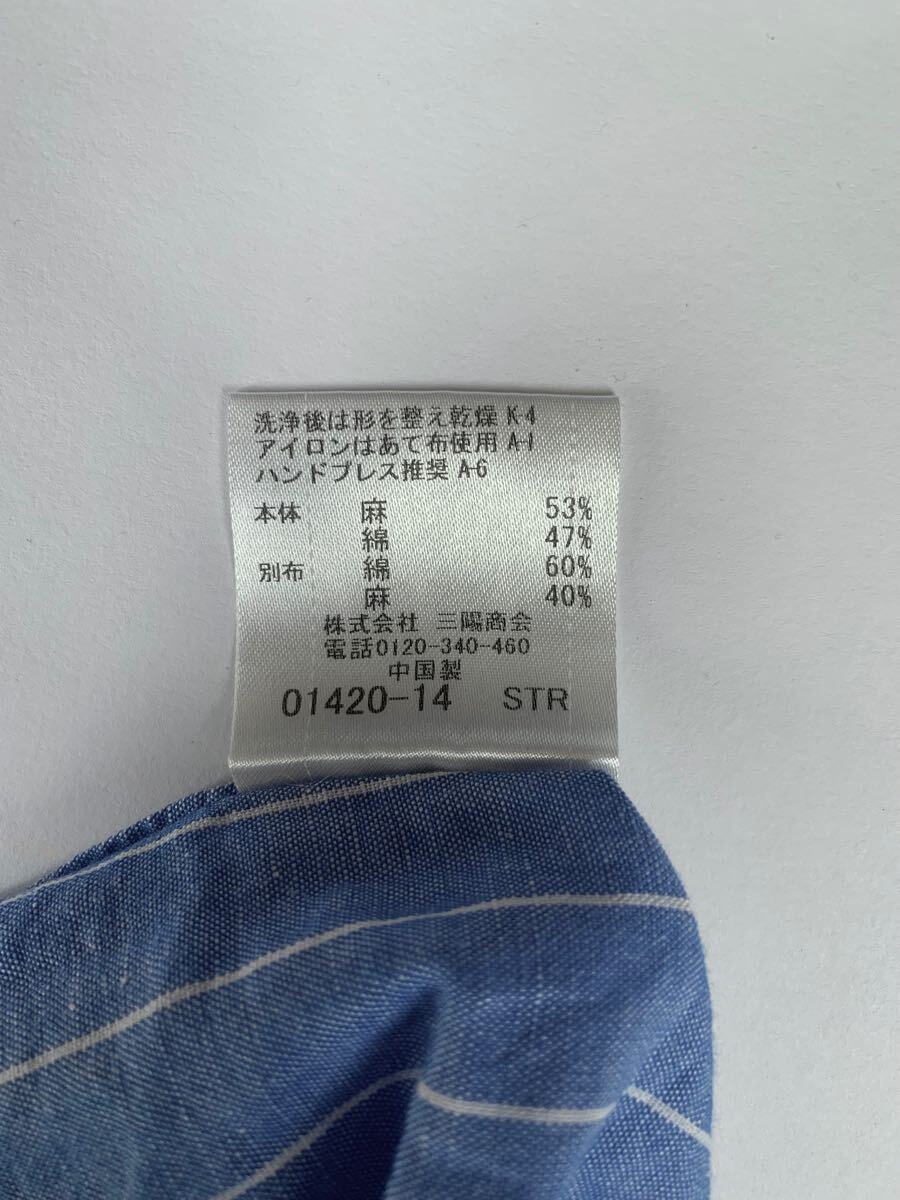 洗浄後は形を整え乾燥 K-4
アイロンはあて布使用 A-1
ハンドプレス推奨 A-6
本体 麻 53%
綿 47%
別布 綿 60%
麻 40%
株式会社 三陽商会
電話0120-340-460
中国製
01420-14 STR